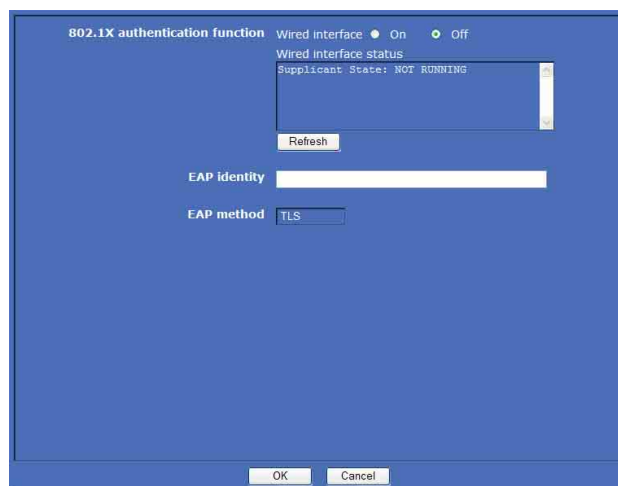 802.1X authentication function Wired interface On Off
Wired interface status
Supplicant State: NOT RUNNING
Refresh
EAP identity
EAP method TLS
OK Cancel